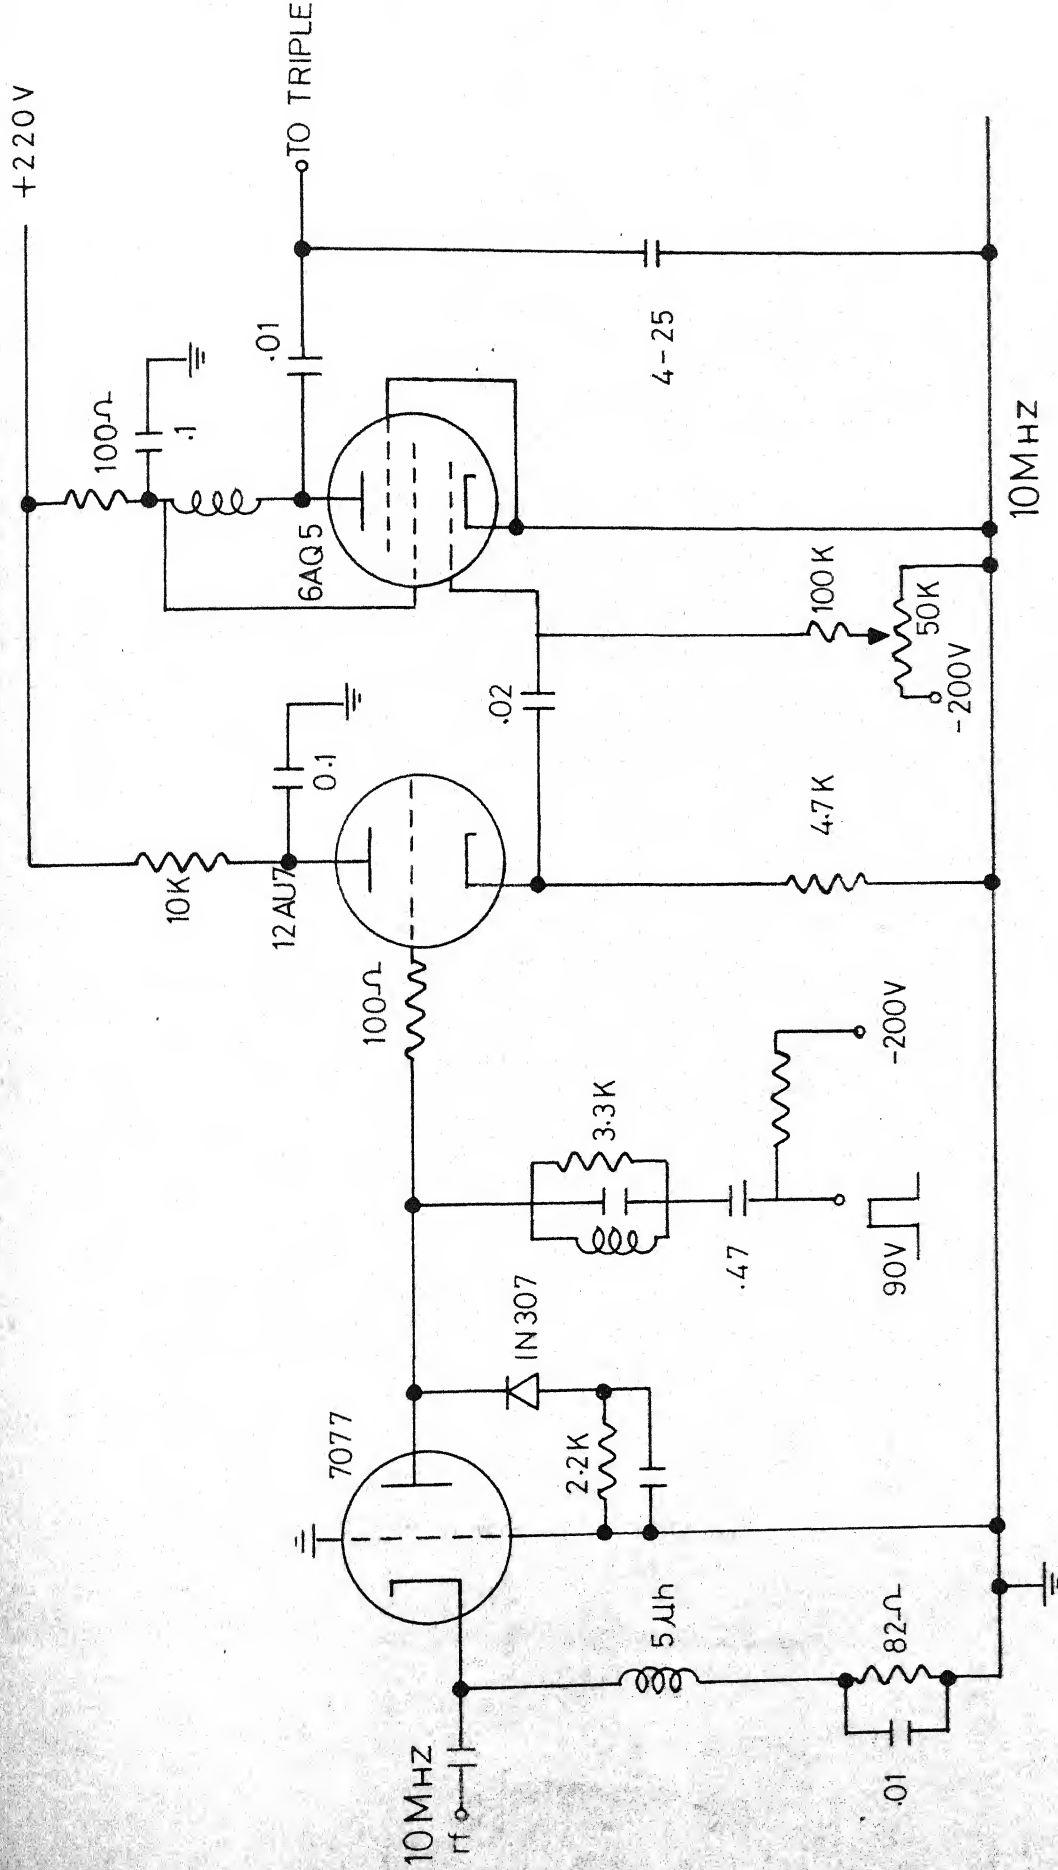 +220V
100Ω
.1
.01
TO TRIPLE
10K
12AU7
0.1
6AQ5
.02
4-25
7077
100Ω
IN307
3.3K
100K
50K
-200V
4.7K
2.2K
.47
-200V
90V
10MHZ
rf
5μh
82Ω
.01
10MHZ